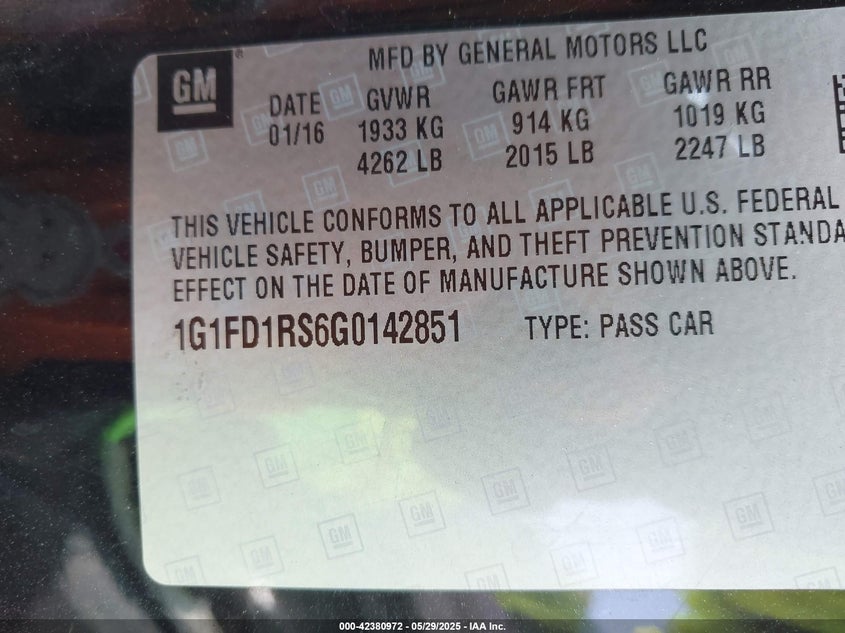 GM
MFD BY GENERAL MOTORS LLC
DATE GVWR GAWR FRT GAWR RR
01/16 1933 KG 914 KG 1019 KG
4262 LB 2015 LB 2247 LB
THIS VEHICLE CONFORMS TO ALL APPLICABLE U.S. FEDERAL
VEHICLE SAFETY, BUMPER, AND THEFT PREVENTION STANDA
EFFECT ON THE DATE OF MANUFACTURE SHOWN ABOVE.
1G1FD1RS6G0142851 TYPE: PASS CAR
000-42380972 - 05/29/2025 - IAA Inc.